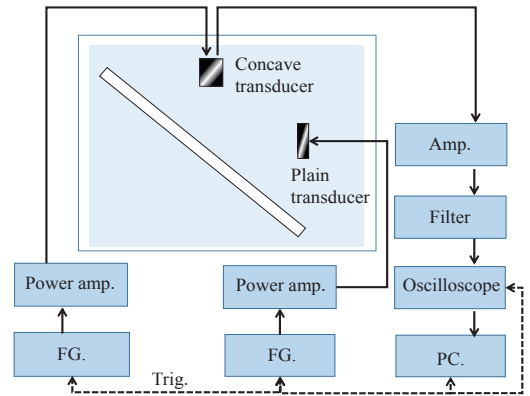 Concave
transducer
Plain
transducer
Amp.
Filter
Oscilloscope
PC.
Power amp.
FG.
Power amp.
FG.
Trig.